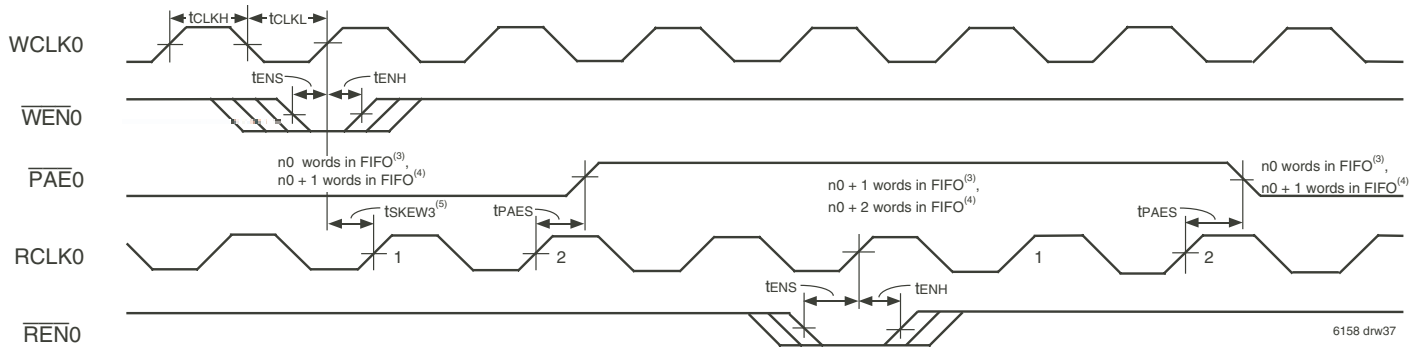 tCLKH tCLKL
WCLK0
tENS tENH
WEN0
n0 words in FIFO(3),
n0 + 1 words in FIFO(4)
PAE0
n0 + 1 words in FIFO(3),
n0 + 2 words in FIFO(4)
n0 words in FIFO(3),
n0 + 1 words in FIFO(4)
tSKEW3(5) tPAES tPAES
RCLK0 1 2 1 2
tENS tENH
REN0
6158 drw37